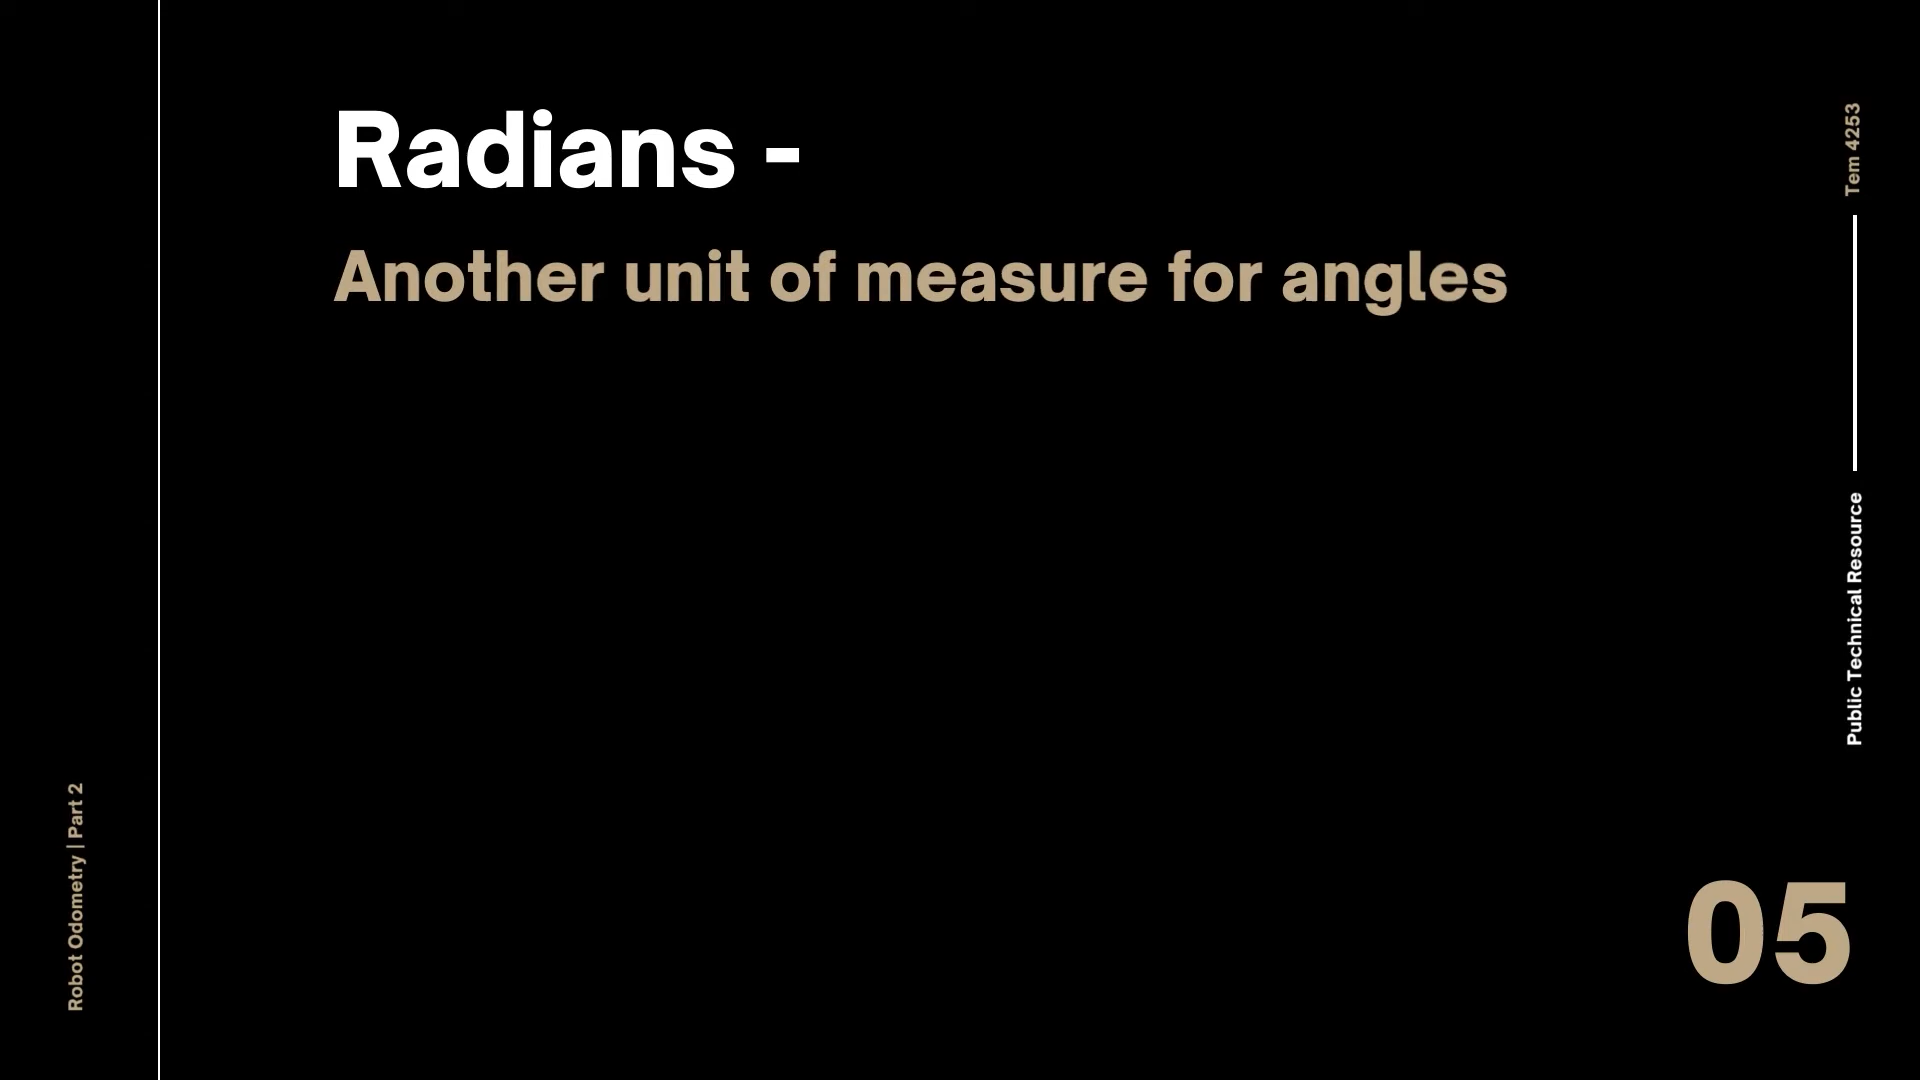 Radians -
Another unit of measure for angles
Tem 4253
Public Technical Resource
Robot Odometry | Part 2
05